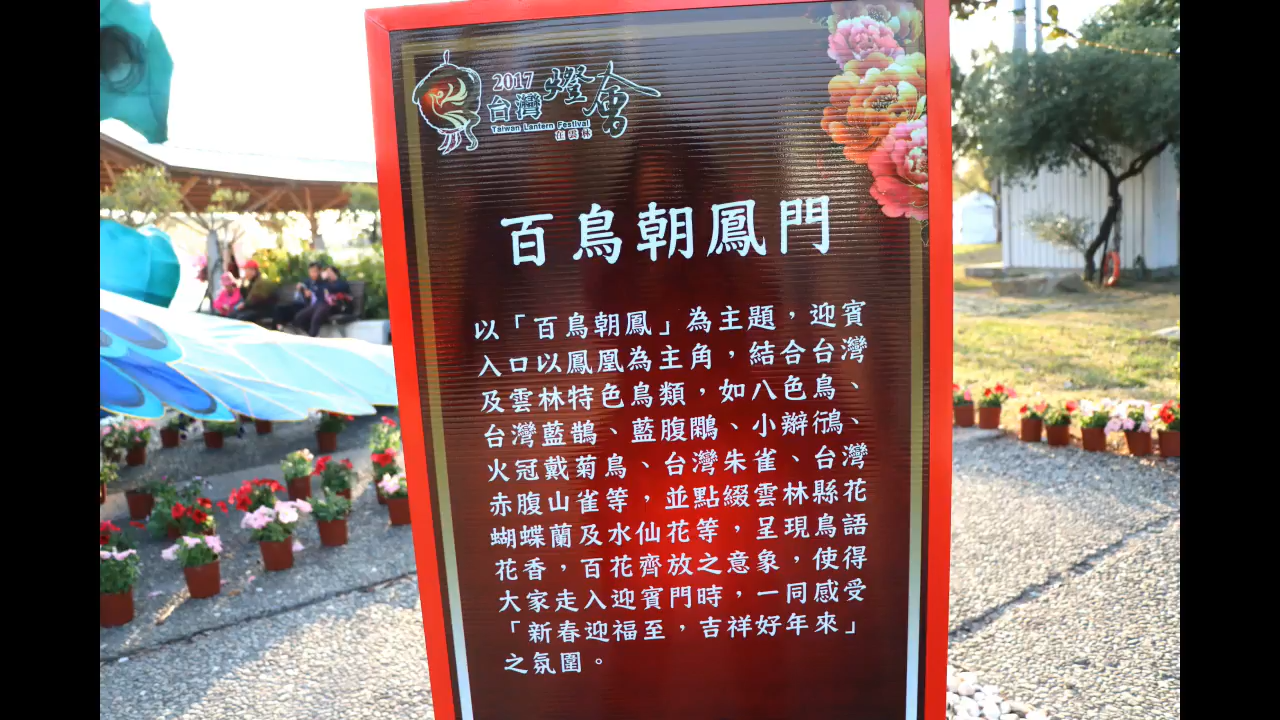 2017
台灣燈會
Taiwan Lantern Festival
在雲林
百鳥朝鳳門
以「百鳥朝鳳」為主題，迎賓
入口以鳳凰為主角，結合台灣
及雲林特色鳥類，如八色鳥、
台灣藍鵲、藍腹鷴、小辮鴴、
火冠戴菊鳥、台灣朱雀、台灣
赤腹山雀等，並點綴雲林縣花
蝴蝶蘭及水仙花等，呈現鳥語
花香，百花齊放之意象，使得
大家走入迎賓門時，一同感受
「新春迎福至，吉祥好年來」
之氛圍。